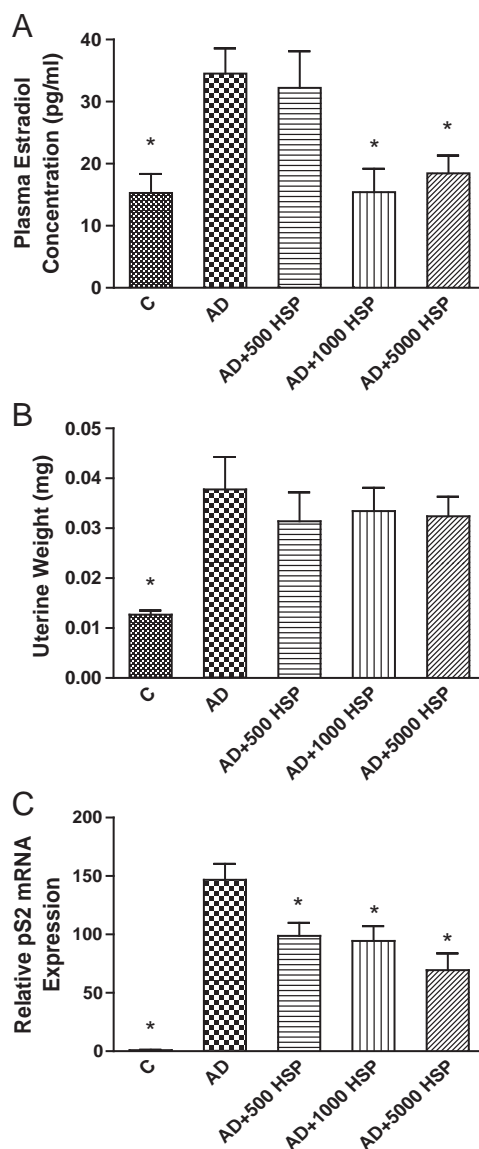 A
Plasma Estradiol
Concentration (pg/ml)
40
30
20
10
0
*
*
*
C
AD
AD+500 HSP
AD+1000 HSP
AD+5000 HSP
B
Uterine Weight (mg)
0.05
0.04
0.03
0.02
0.01
0.00
*
C
AD
AD+500 HSP
AD+1000 HSP
AD+5000 HSP
C
Relative pS2 mRNA
Expression
200
150
100
50
0
*
*
*
*
C
AD
AD+500 HSP
AD+1000 HSP
AD+5000 HSP